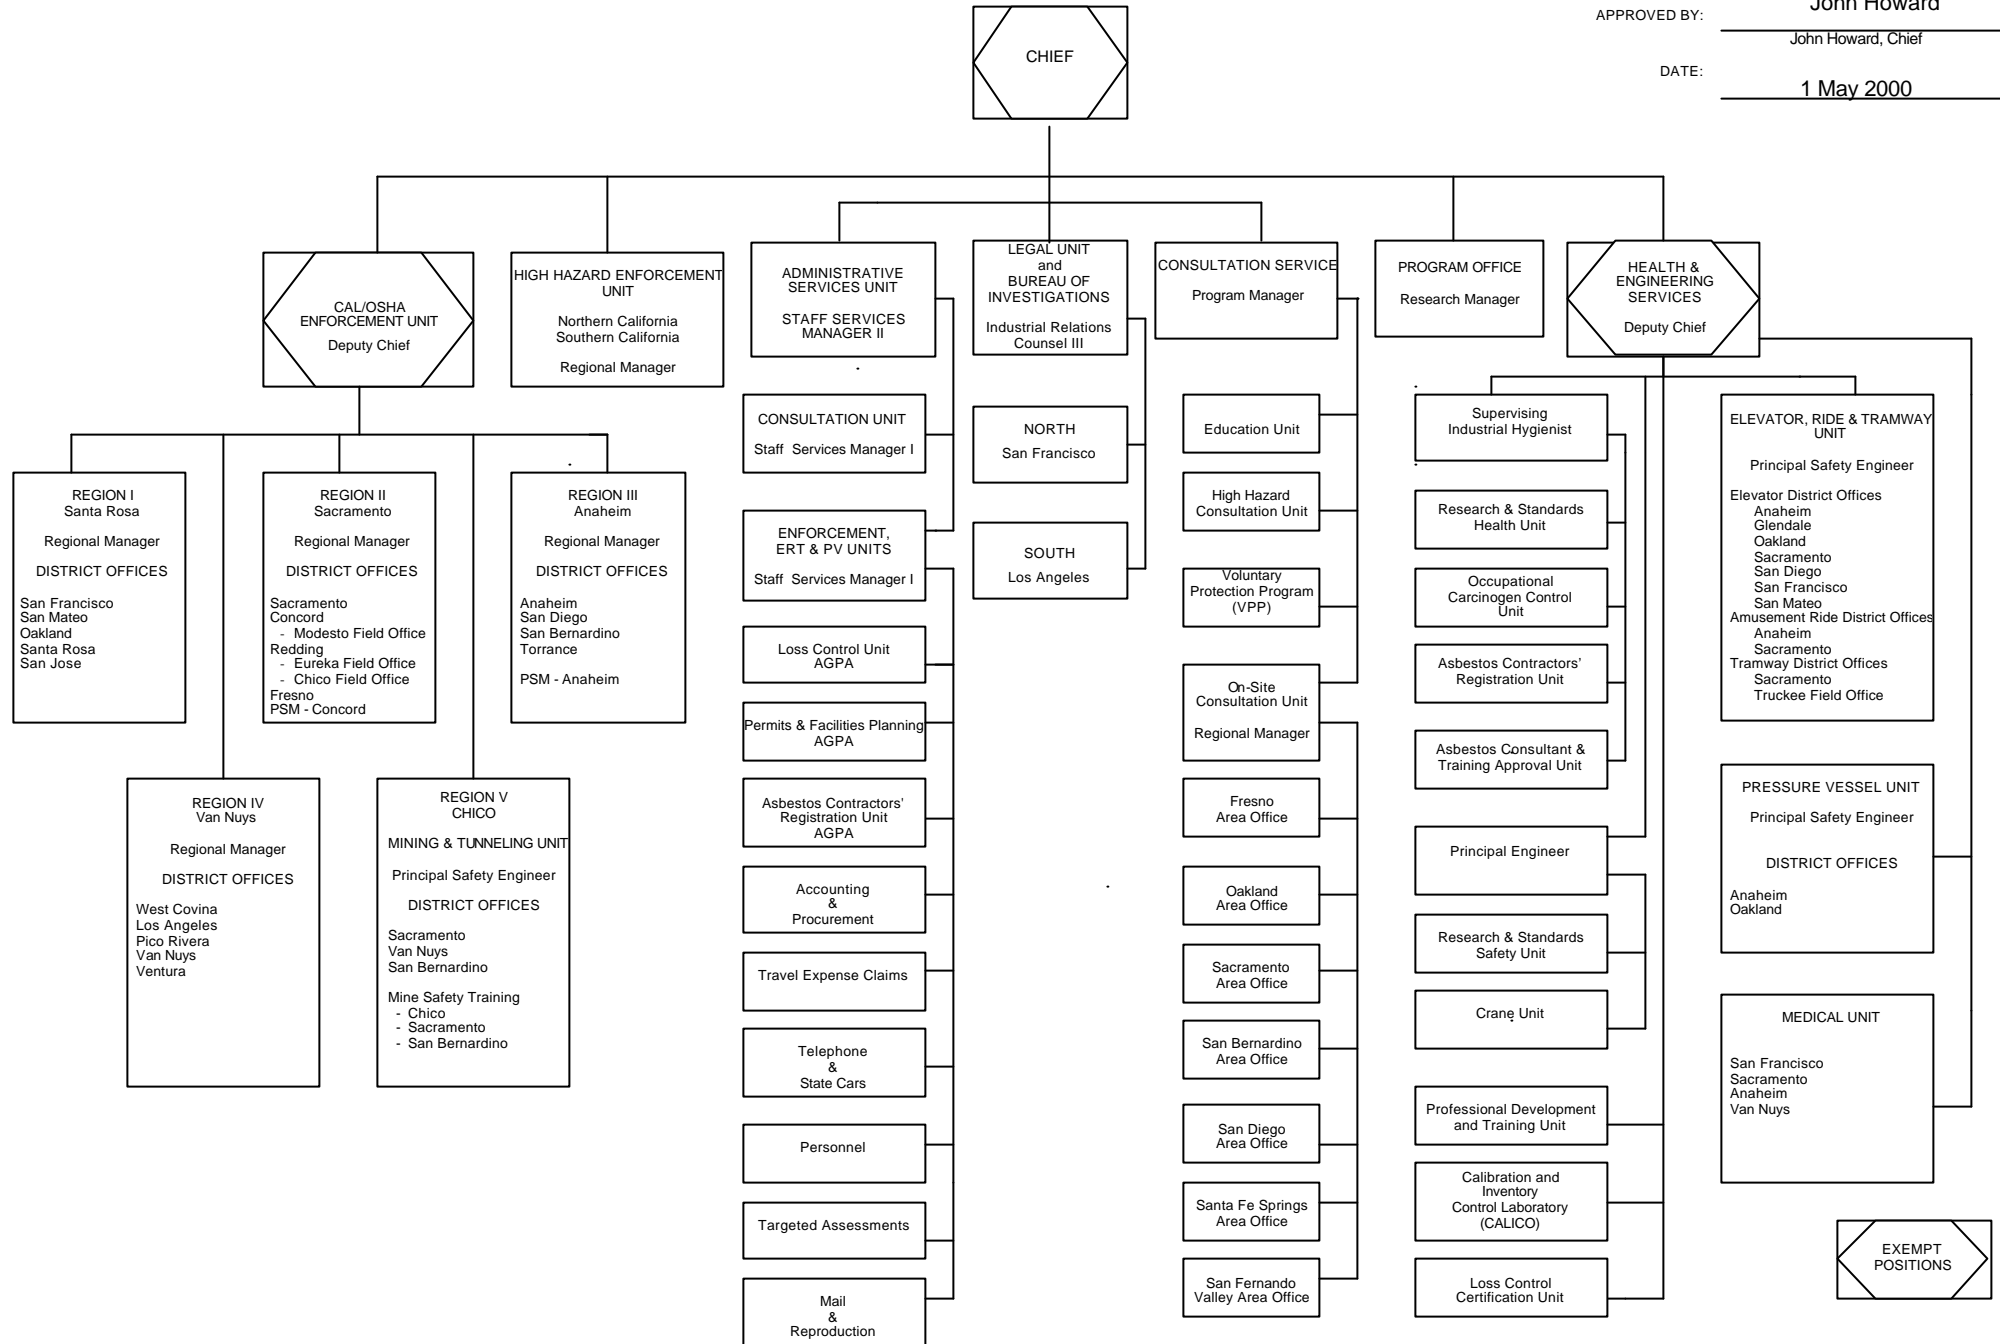 John Howard
APPROVED BY:
John Howard, Chief
DATE:
1 May 2000
CHIEF
CAL/OSHA
ENFORCEMENT UNIT
Deputy Chief
HIGH HAZARD ENFORCEMENT
UNIT
Northern California
Southern California
Regional Manager
ADMINISTRATIVE
SERVICES UNIT
STAFF SERVICES
MANAGER II
LEGAL UNIT
and
BUREAU OF
INVESTIGATIONS
Industrial Relations
Counsel III
CONSULTATION SERVICE
Program Manager
PROGRAM OFFICE
Research Manager
HEALTH &
ENGINEERING
SERVICES
Deputy Chief
REGION I
Santa Rosa
Regional Manager
DISTRICT OFFICES
San Francisco
San Mateo
Oakland
Santa Rosa
San Jose
REGION II
Sacramento
Regional Manager
DISTRICT OFFICES
Sacramento
Concord
- Modesto Field Office
Redding
- Eureka Field Office
- Chico Field Office
Fresno
PSM - Concord
REGION III
Anaheim
Regional Manager
DISTRICT OFFICES
Anaheim
San Diego
San Bernardino
Torrance
PSM - Anaheim
REGION IV
Van Nuys
Regional Manager
DISTRICT OFFICES
West Covina
Los Angeles
Pico Rivera
Van Nuys
Ventura
REGION V
CHICO
MINING & TUNNELING UNIT
Principal Safety Engineer
DISTRICT OFFICES
Sacramento
Van Nuys
San Bernardino
Mine Safety Training
- Chico
- Sacramento
- San Bernardino
CONSULTATION UNIT
Staff Services Manager I
ENFORCEMENT,
ERT & PV UNITS
Staff Services Manager I
Loss Control Unit
AGPA
Permits & Facilities Planning
AGPA
Asbestos Contractors'
Registration Unit
AGPA
Accounting
&
Procurement
Travel Expense Claims
Telephone
&
State Cars
Personnel
Targeted Assessments
Mail
&
Reproduction
NORTH
San Francisco
SOUTH
Los Angeles
Education Unit
High Hazard
Consultation Unit
Voluntary
Protection Program
(VPP)
On-Site
Consultation Unit
Regional Manager
Fresno
Area Office
Oakland
Area Office
Sacramento
Area Office
San Bernardino
Area Office
San Diego
Area Office
Santa Fe Springs
Area Office
San Fernando
Valley Area Office
Supervising
Industrial Hygienist
Research & Standards
Health Unit
Occupational
Carcinogen Control
Unit
Asbestos Contractors'
Registration Unit
Asbestos Consultant &
Training Approval Unit
Principal Engineer
Research & Standards
Safety Unit
Crane Unit
Professional Development
and Training Unit
Calibration and
Inventory
Control Laboratory
(CALICO)
Loss Control
Certification Unit
ELEVATOR, RIDE & TRAMWAY
UNIT
Principal Safety Engineer
Elevator District Offices
Anaheim
Glendale
Oakland
Sacramento
San Diego
San Francisco
San Mateo
Amusement Ride District Offices
Anaheim
Sacramento
Tramway District Offices
Sacramento
Truckee Field Office
PRESSURE VESSEL UNIT
Principal Safety Engineer
DISTRICT OFFICES
Anaheim
Oakland
MEDICAL UNIT
San Francisco
Sacramento
Anaheim
Van Nuys
EXEMPT
POSITIONS